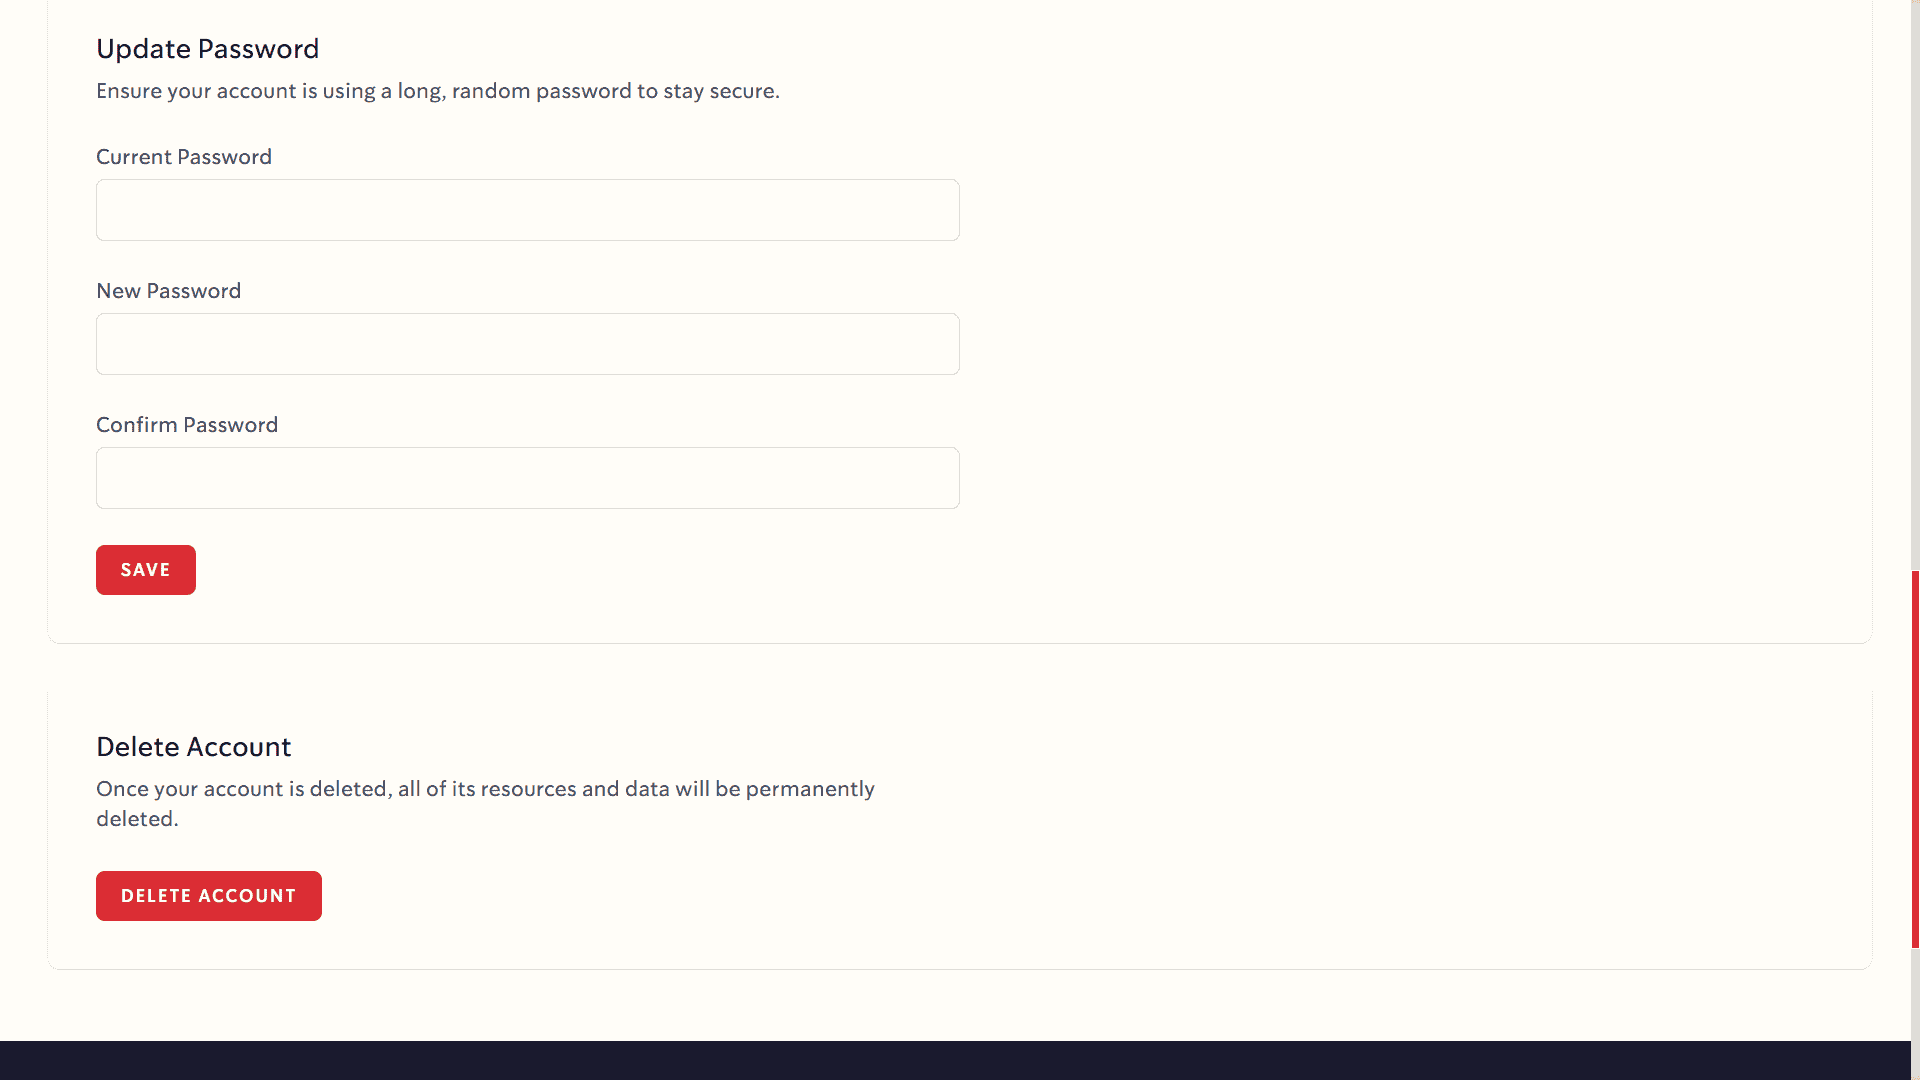 Update Password
Ensure your account is using a long, random password to stay secure.
Current Password
New Password
Confirm Password
SAVE
Delete Account
Once your account is deleted, all of its resources and data will be permanently
deleted.
DELETE ACCOUNT